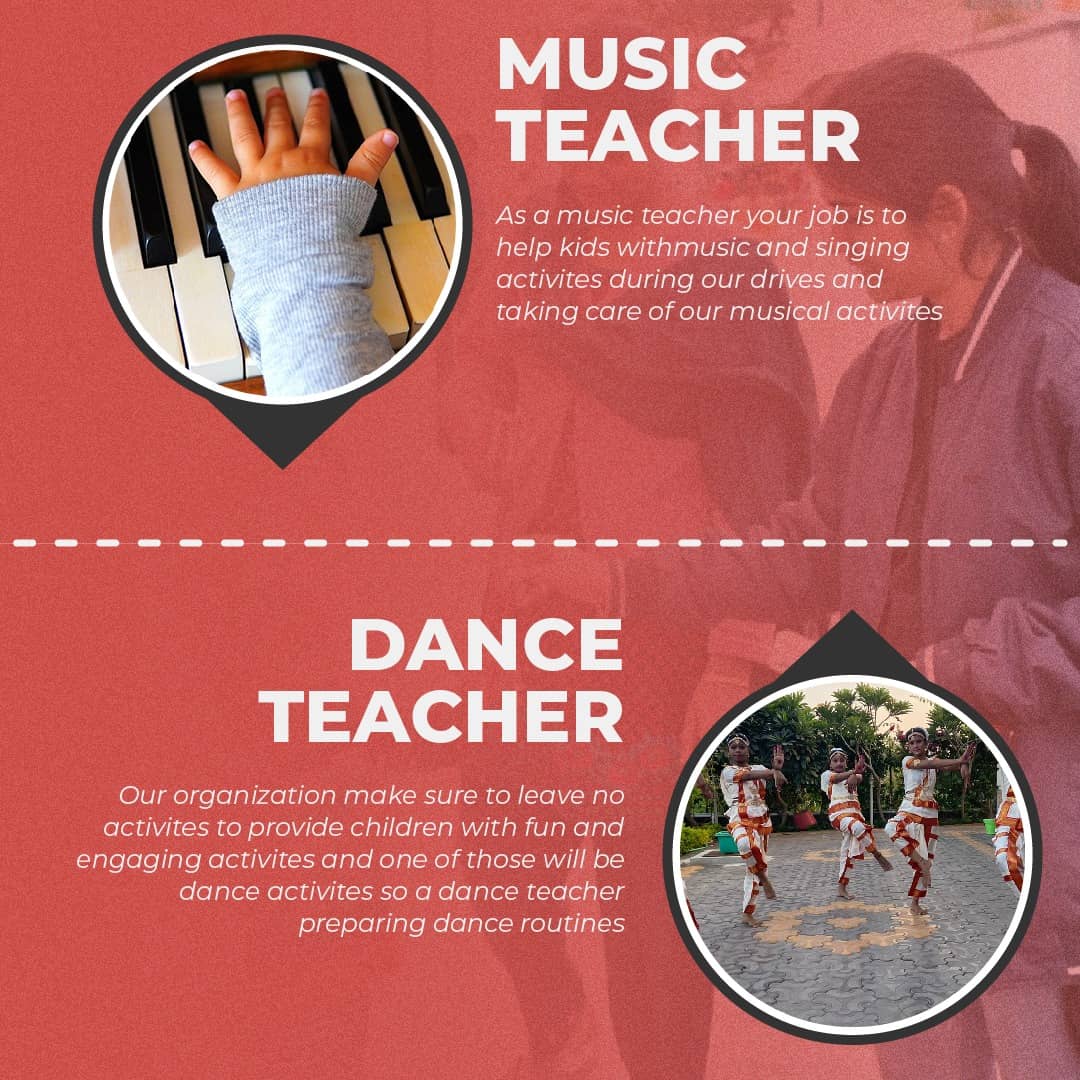 MUSIC
TEACHER
As a music teacher your job is to
help kids withmusic and singing
activites during our drives and
taking care of our musical activites
DANCE
TEACHER
Our organization make sure to leave no
activites to provide children with fun and
engaging activites and one of those will be
dance activites so a dance teacher
preparing dance routines